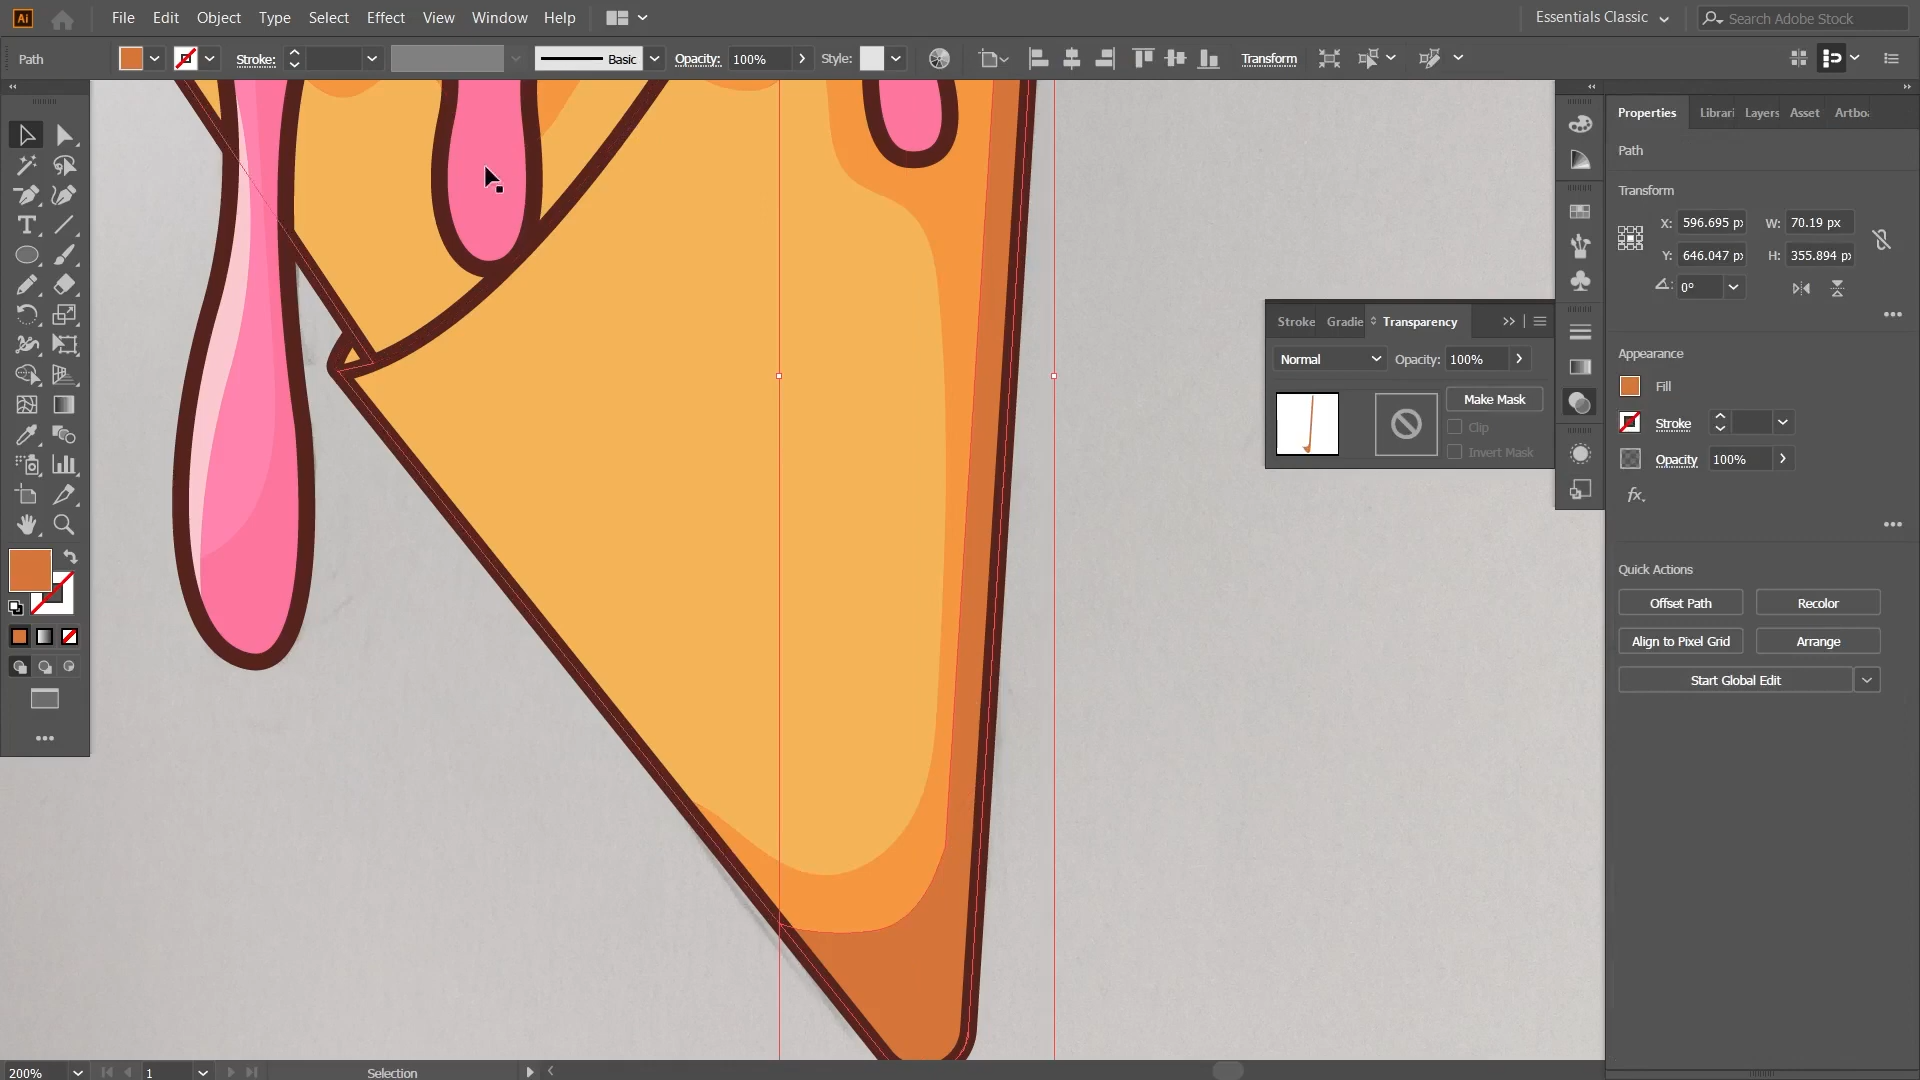 Ai File Edit Object Type Select Effect View Window Help Essentials Classic Search Adobe Stock
Path Stroke: Basic Opacity: 100% Style: Transform
Properties Librari Layers Asset Artbo
Path
Transform
X: 596.695 p W: 70.19 px
Y: 646.047 p H: 355.894 p
0°
Stroke Gradie Transparency
Normal Opacity: 100%
Make Mask
Clip
Invert Mask
Appearance
Fill
Stroke
Opacity 100%
fx.
Quick Actions
Offset Path Recolor
Align to Pixel Grid Arrange
Start Global Edit
200% 1 Selection